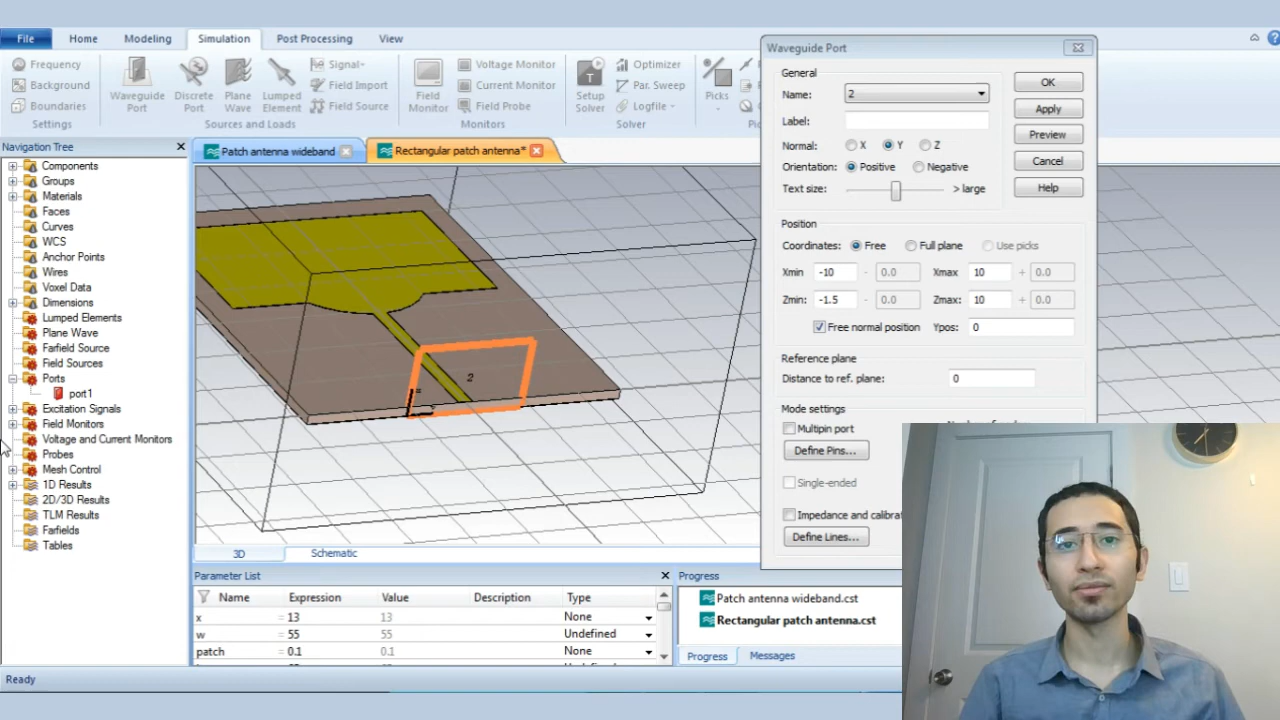 File Home Modeling Simulation Post Processing View
Frequency
Background
Boundaries
Settings
Waveguide Port
Discrete Port
Plane Wave
Lumped Element
Signal
Field Import
Field Source
Sources and Loads
Field Monitor
Voltage Monitor
Current Monitor
Field Probe
Monitors
Setup Solver
Optimizer
Par. Sweep
Logfile
Solver
Picks
Navigation Tree
Components
Groups
Materials
Faces
Curves
WCS
Anchor Points
Wires
Voxel Data
Dimensions
Lumped Elements
Plane Wave
Farfield Source
Field Sources
Ports
port1
Excitation Signals
Field Monitors
Voltage and Current Monitors
Probes
Mesh Control
1D Results
2D/3D Results
TLM Results
Farfields
Tables
Patch antenna wideband
Rectangular patch antenna*
2
3D Schematic
Parameter List
Name Expression Value Description Type
x = 13 13 None
w = 55 55 Undefined
patch = 0.1 0.1 None
Progress
Patch antenna wideband.cst
Rectangular patch antenna.cst
Progress Messages
Waveguide Port
General
Name: 2
Label:
Normal: X Y Z
Orientation: Positive Negative
Text size: > large
OK
Apply
Preview
Cancel
Help
Position
Coordinates: Free Full plane Use picks
Xmin -10 - 0.0 Xmax 10 + 0.0
Zmin: -1.5 - 0.0 Zmax: 10 + 0.0
Free normal position Ypos: 0
Reference plane
Distance to ref. plane: 0
Mode settings
Multipin port
Define Pins...
Single-ended
Impedance and calibra
Define Lines...
Ready